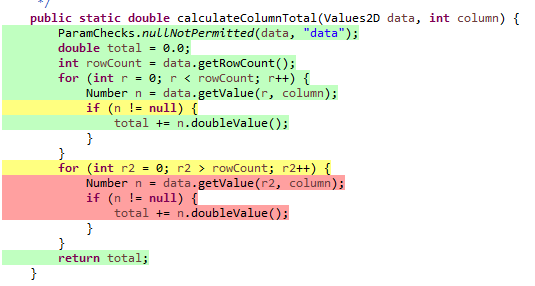 */
public static double calculateColumnTotal(Values2D data, int column) {
ParamChecks.nullNotPermitted(data, "data");
double total = 0.0;
int rowCount = data.getRowCount();
for (int r = 0; r < rowCount; r++) {
Number n = data.getValue(r, column);
if (n != null) {
total += n.doubleValue();
}
}
for (int r2 = 0; r2 > rowCount; r2++) {
Number n = data.getValue(r2, column);
if (n != null) {
total += n.doubleValue();
}
}
return total;
}